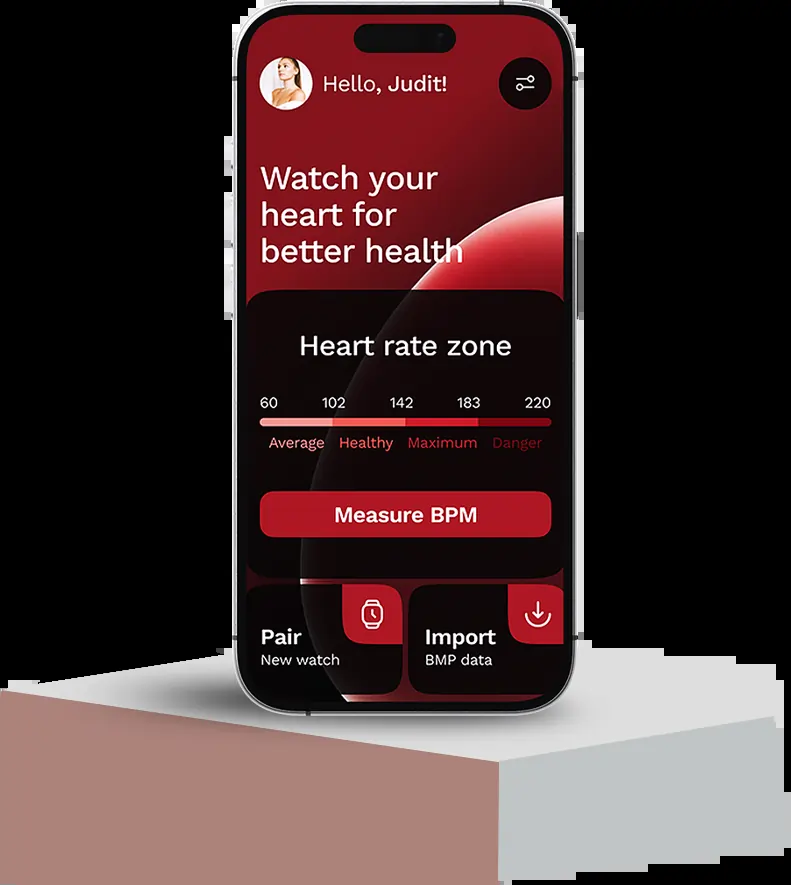 Hello, Judit!
Watch your
heart for
better health
Heart rate zone
60 102 142 183 220
Average Healthy Maximum Danger
Measure BPM
Pair
New watch
Import
BMP data